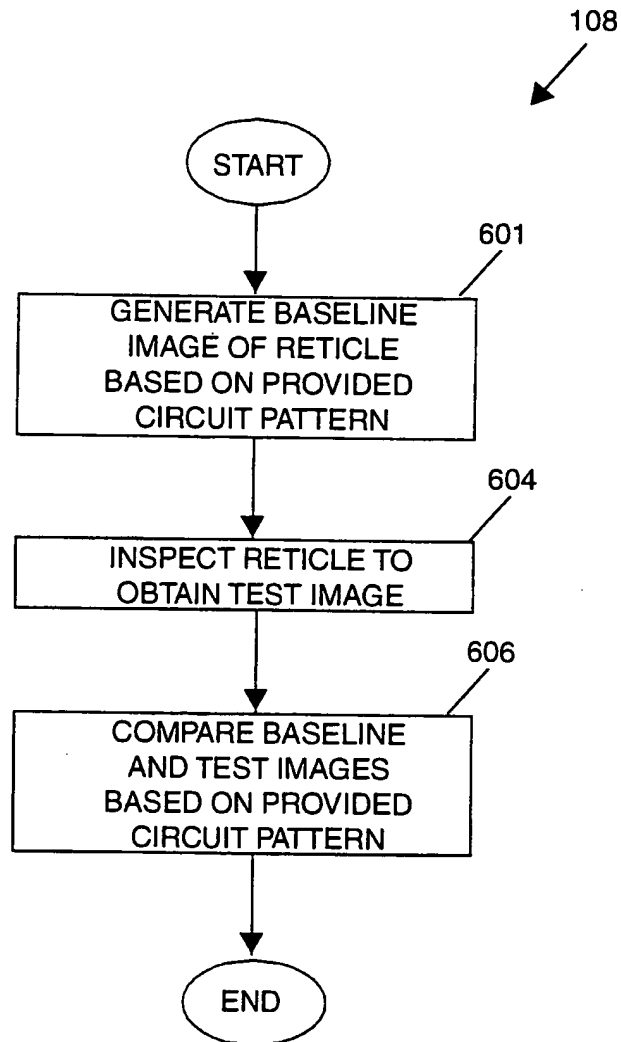 108
START
601
GENERATE BASELINE
IMAGE OF RETICLE
BASED ON PROVIDED
CIRCUIT PATTERN
604
INSPECT RETICLE TO
OBTAIN TEST IMAGE
606
COMPARE BASELINE
AND TEST IMAGES
BASED ON PROVIDED
CIRCUIT PATTERN
END